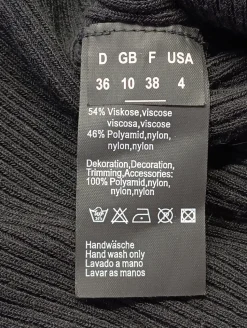 D GB F USA
36 10 38 4
54% Viskose,viscose
viscosa,viscose
46% Polyamid,nylon,
nylon,nylon
Dekoration,Decoration,
Trimming,Accessories:
100% Polyamid,nylon,
nylon,nylon
Handwäsche
Hand wash only
Lavado a mano
Lavar as manos